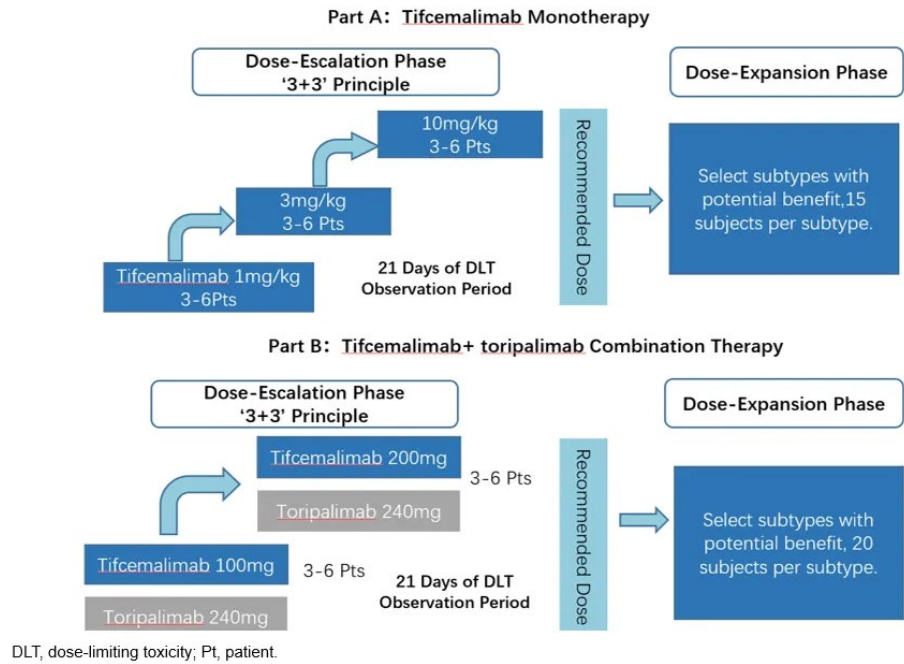 Part A: Tifcemalimab Monotherapy
Dose-Escalation Phase
‘3+3’ Principle
Dose-Expansion Phase
10mg/kg
3-6 Pts
3mg/kg
3-6 Pts
Tifcemalimab 1mg/kg
3-6Pts
21 Days of DLT
Observation Period
Recommended Dose
Select subtypes with
potential benefit,15
subjects per subtype.
Part B: Tifcemalimab+ toripalimab Combination Therapy
Dose-Escalation Phase
‘3+3’ Principle
Dose-Expansion Phase
Tifcemalimab 200mg
3-6 Pts
Toripalimab 240mg
Tifcemalimab 100mg
3-6 Pts
Toripalimab 240mg
21 Days of DLT
Observation Period
Recommended Dose
Select subtypes with
potential benefit, 20
subjects per subtype.
DLT, dose-limiting toxicity; Pt, patient.